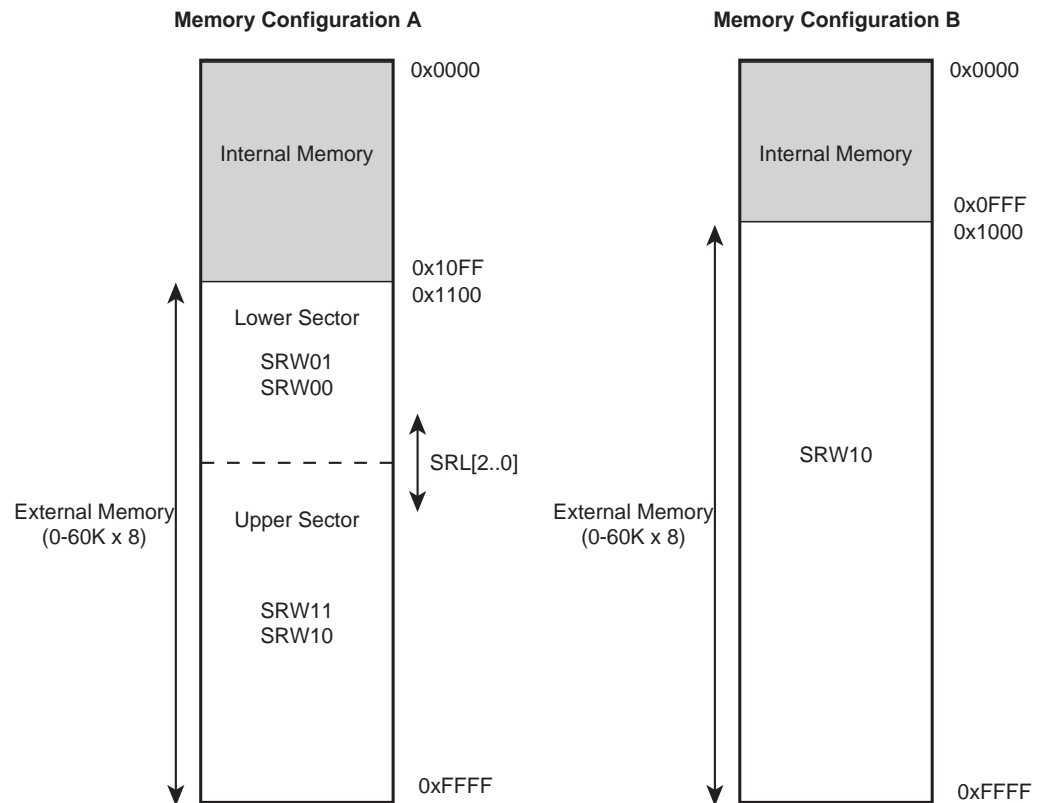 Memory Configuration A
0x0000
Internal Memory
0x10FF
0x1100
Lower Sector
SRW01
SRW00
SRL[2..0]
External Memory
(0-60K x 8)
Upper Sector
SRW11
SRW10
0xFFFF
Memory Configuration B
0x0000
Internal Memory
0x0FFF
0x1000
SRW10
External Memory
(0-60K x 8)
0xFFFF